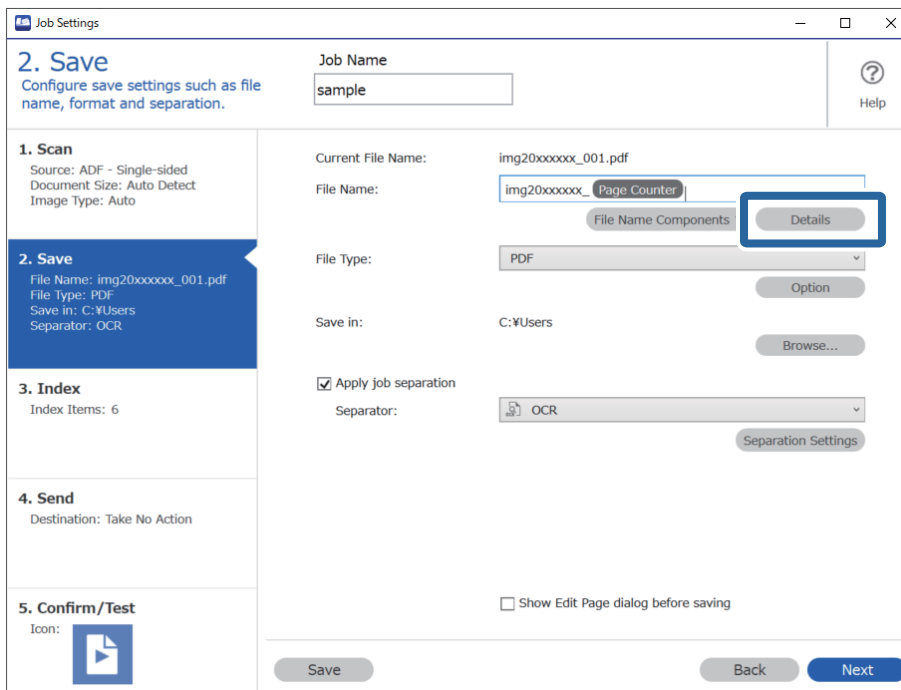 Job Settings
2. Save
Configure save settings such as file
name, format and separation.
Job Name
sample
Help
1. Scan
Source: ADF - Single-sided
Document Size: Auto Detect
Image Type: Auto
2. Save
File Name: img20xxxxxx_001.pdf
File Type: PDF
Save in: C:¥Users
Separator: OCR
3. Index
Index Items: 6
4. Send
Destination: Take No Action
5. Confirm/Test
Icon:
Current File Name: img20xxxxxx_001.pdf
File Name: img20xxxxxx_ Page Counter
File Name Components Details
File Type: PDF
Option
Save in: C:¥Users
Browse...
Apply job separation
Separator: OCR
Separation Settings
Show Edit Page dialog before saving
Save Back Next